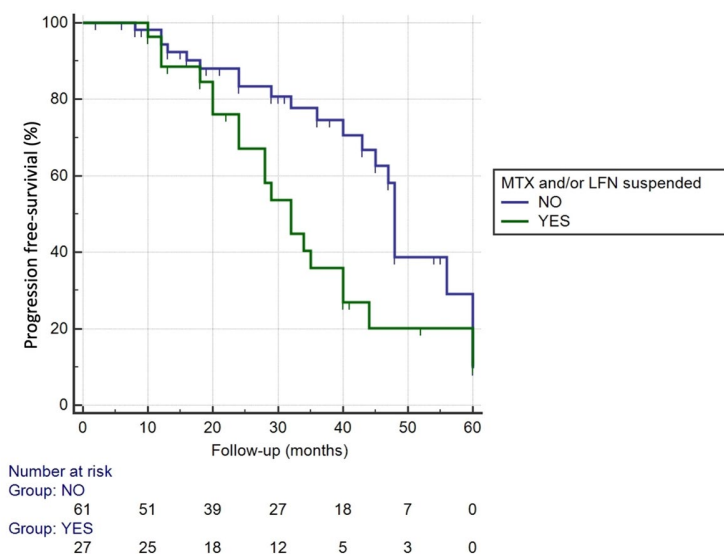 100
80
60
40
20
0
Progression free-survivial (%)
0 10 20 30 40 50 60
Follow-up (months)
MTX and/or LFN suspended
NO
YES
Number at risk
Group: NO
61 51 39 27 18 7 0
Group: YES
27 25 18 12 5 3 0